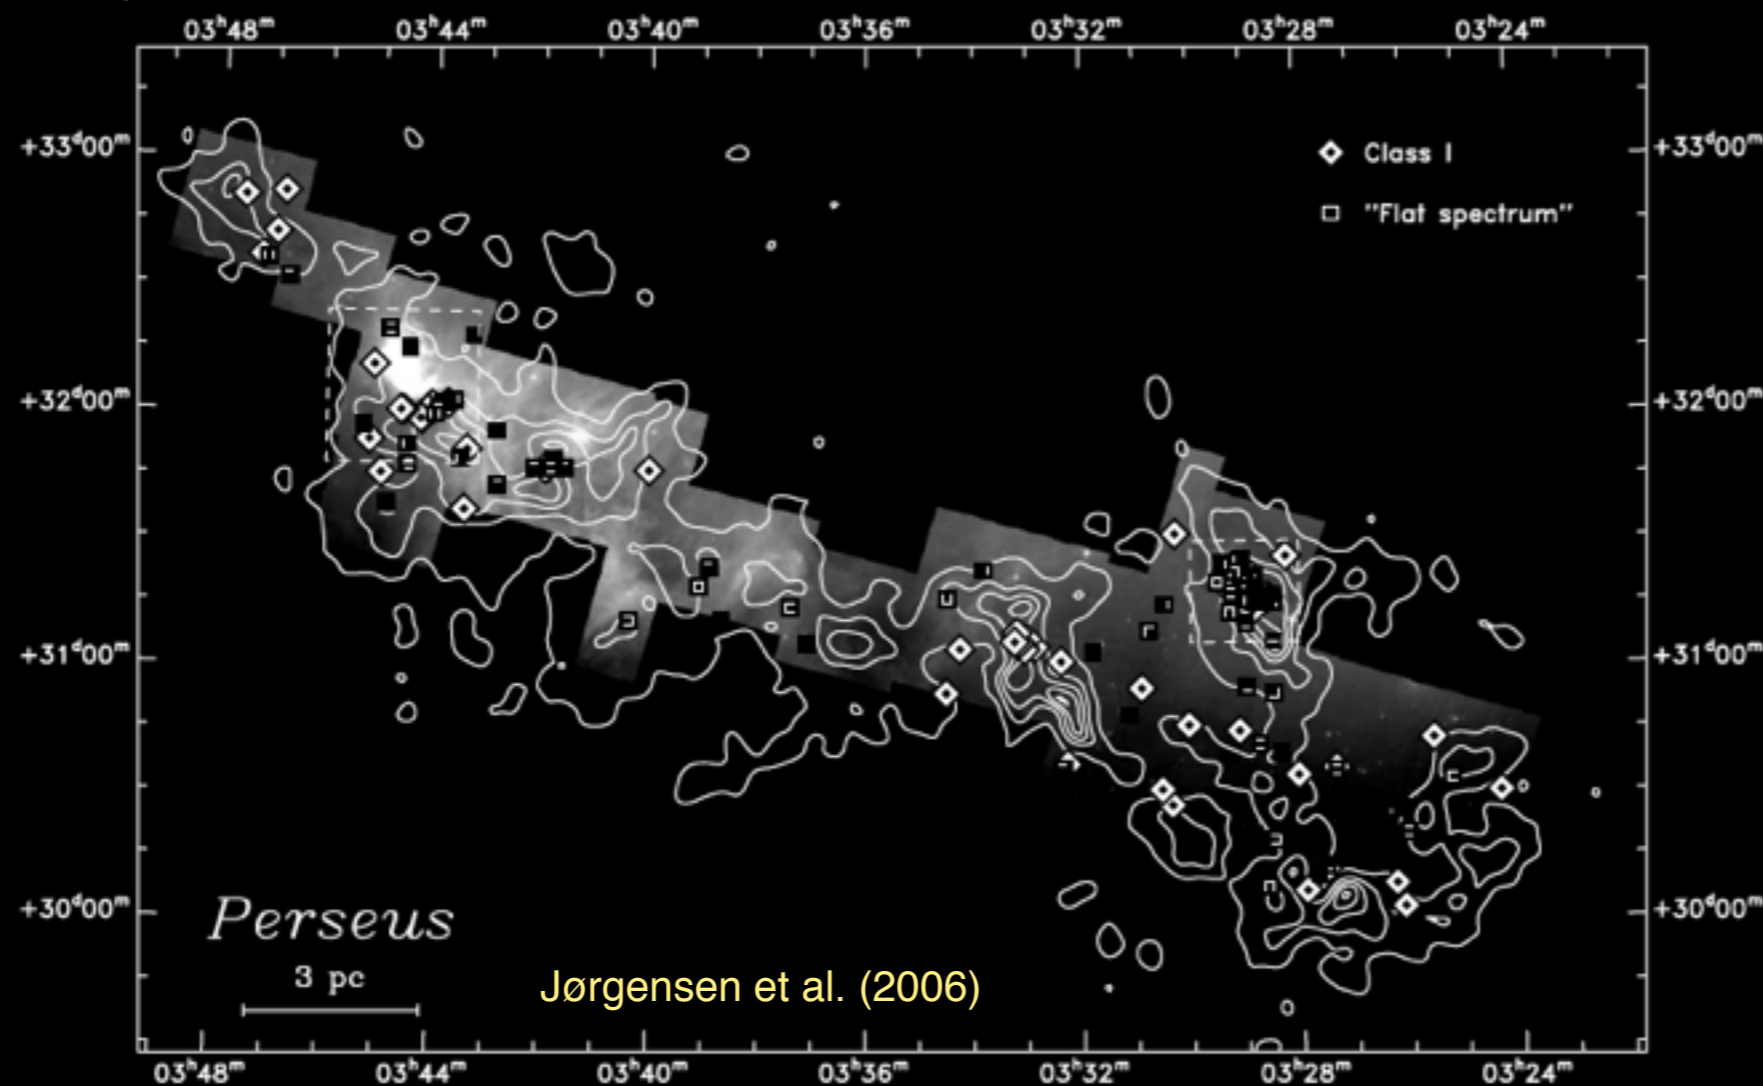 03ʰ48ᵐ 03ʰ44ᵐ 03ʰ40ᵐ 03ʰ36ᵐ 03ʰ32ᵐ 03ʰ28ᵐ 03ʰ24ᵐ
+33ᵈ00ᵐ +33ᵈ00ᵐ
Class I
"Flat spectrum"
+32ᵈ00ᵐ +32ᵈ00ᵐ
+31ᵈ00ᵐ +31ᵈ00ᵐ
+30ᵈ00ᵐ +30ᵈ00ᵐ
Perseus
3 pc
Jørgensen et al. (2006)
03ʰ48ᵐ 03ʰ44ᵐ 03ʰ40ᵐ 03ʰ36ᵐ 03ʰ32ᵐ 03ʰ28ᵐ 03ʰ24ᵐ